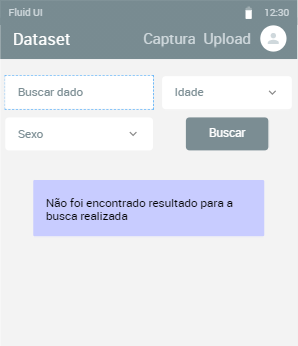 Fluid UI 12:30
Dataset Captura Upload
Buscar dado Idade
Sexo Buscar
Não foi encontrado resultado para a
busca realizada